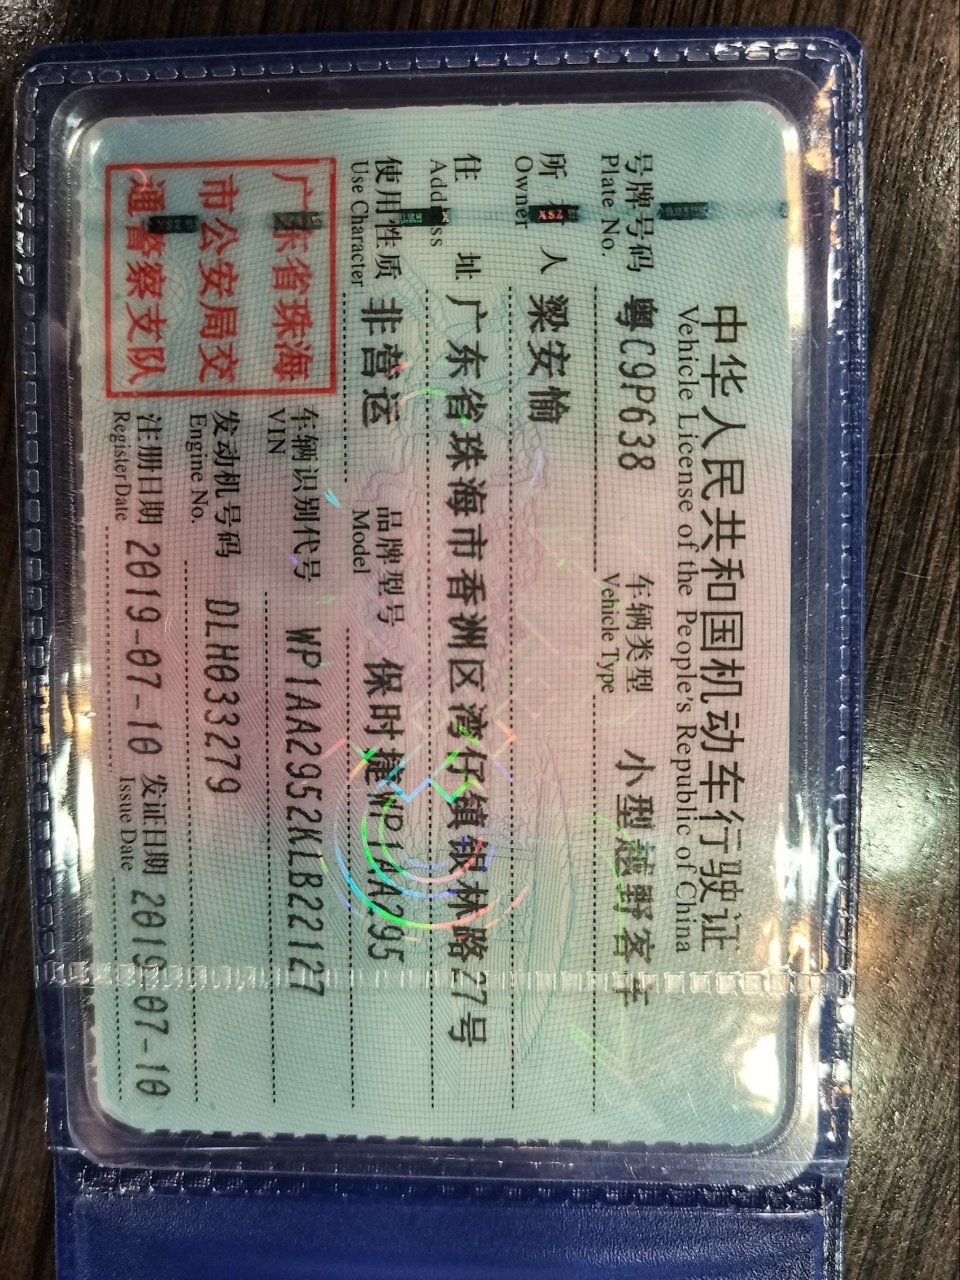 中华人民共和国机动车行驶证
Vehicle License of the People's Republic of China
号牌号码 粤C9P638 车辆类型 小型越野客车
Plate No. Vehicle Type
所有人 梁安愉
Owner
住址 广东省珠海市香洲区湾仔镇银林路27号
Address
使用性质 非营运 品牌型号 保时捷WP1AA295
Use Character Model
广东省珠海
市公安局交
通警察支队
车辆识别代号 WP1AA2952KLB22127
VIN
发动机号码 DLH033279
Engine No.
注册日期 2019-07-10 发证日期 2019-07-10
Register Date Issue Date